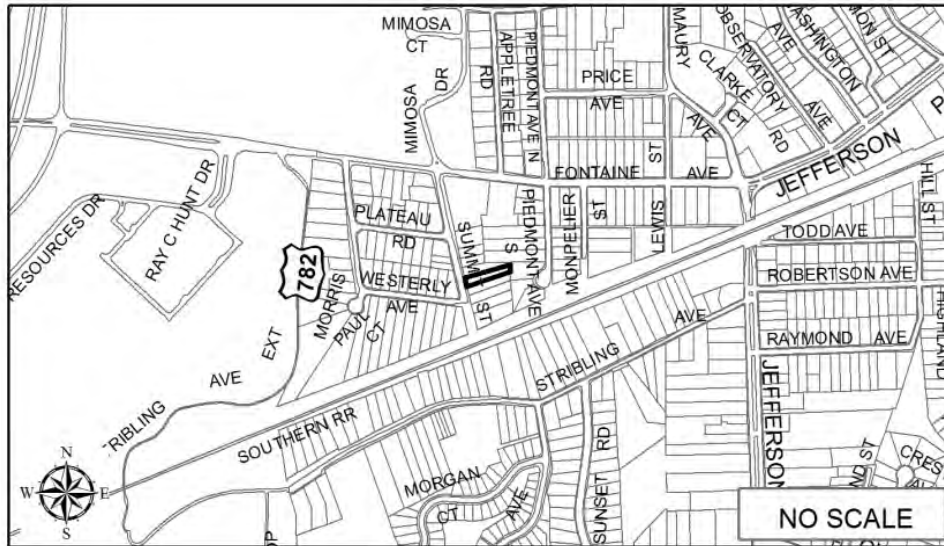 MIMOSA
CT
MIMOSA
DR
RD
APPLETREE
PIEDMONT AVE N
PRICE
AVE
MAURY
AVE
CLARKE
CT
OBSERVATORY
AVE
RD
AVE
JEFFERSON
FONTAINE
AVE
ST
LEWIS
MONPELIER
ST
PIEDMONT AVE
S
PLATEAU
RD
SUMM
ST
WESTERLY
AVE
MORRIS
PAUL
CT
782
RAY C HUNT DR
RESOURCES DR
EXT
AVE
SOUTHERN RR
STRIBLING
AVE
TODD AVE
ROBERTSON AVE
RAYMOND
AVE
HILL ST
JEFFERSON
SUNSET
RD
MORGAN
CT
AVE
N
W
E
S
NO SCALE